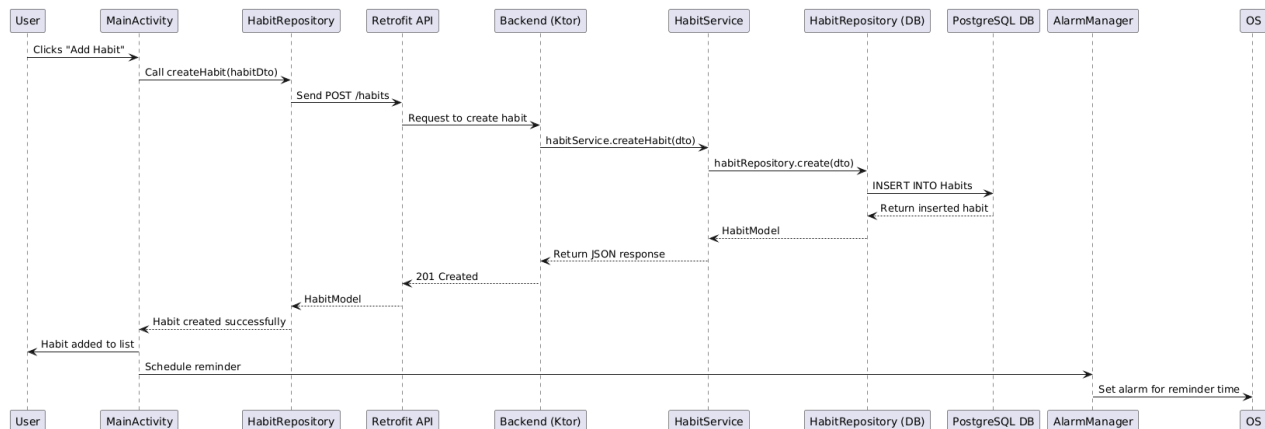 User MainActivity HabitRepository Retrofit API Backend (Ktor) HabitService HabitRepository (DB) PostgreSQL DB AlarmManager OS
Clicks "Add Habit"
Call createHabit(habitDto)
Send POST /habits
Request to create habit
habitService.createHabit(dto)
habitRepository.create(dto)
INSERT INTO Habits
Return inserted habit
HabitModel
Return JSON response
201 Created
HabitModel
Habit created successfully
Habit added to list
Schedule reminder
Set alarm for reminder time
User MainActivity HabitRepository Retrofit API Backend (Ktor) HabitService HabitRepository (DB) PostgreSQL DB AlarmManager OS